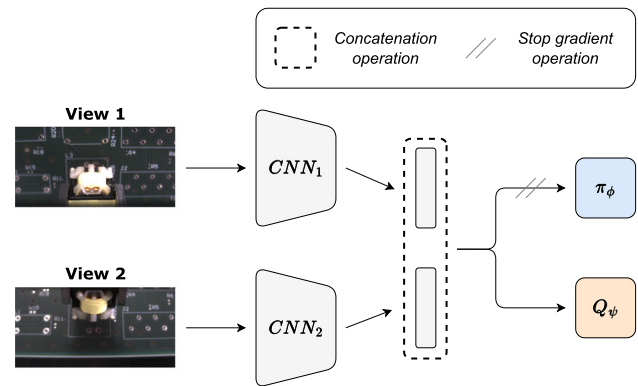 Concatenation
operation
Stop gradient
operation
View 1
CNN₁
π_ϕ
View 2
CNN₂
Q_ψ